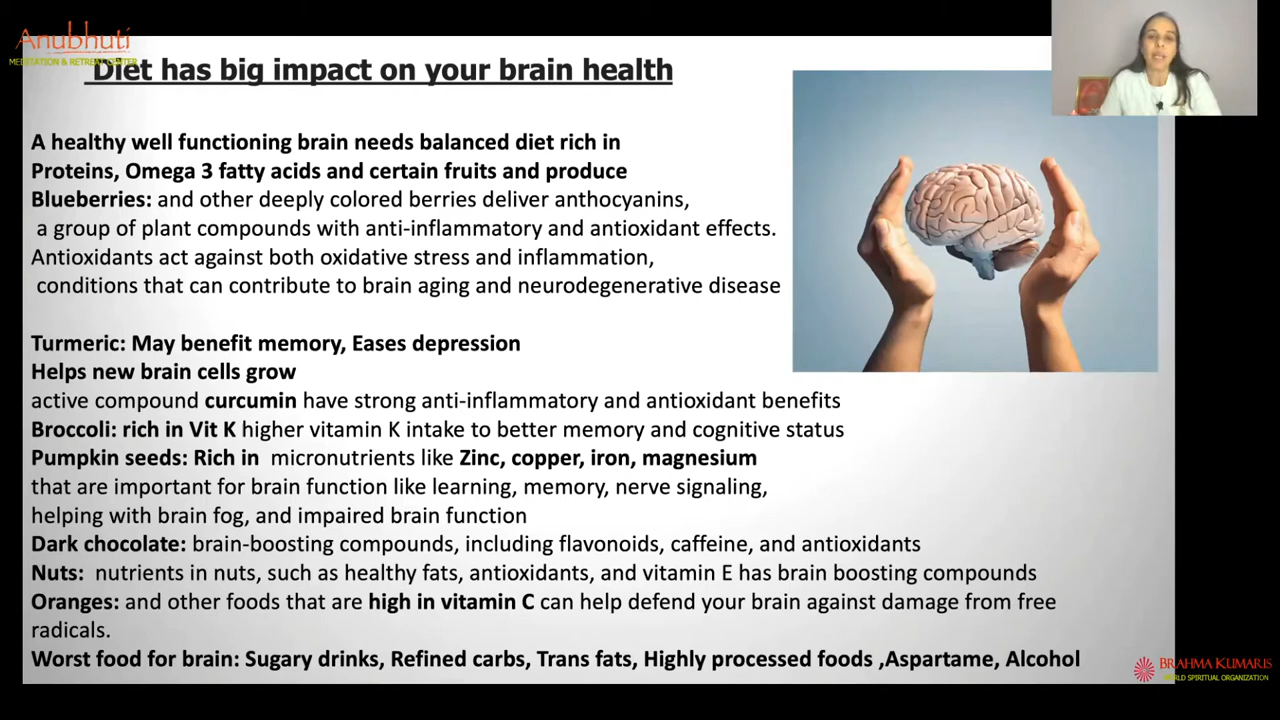 Anubhuti
MEDITATION & RETREAT CENTER
Diet has big impact on your brain health
A healthy well functioning brain needs balanced diet rich in
Proteins, Omega 3 fatty acids and certain fruits and produce
Blueberries: and other deeply colored berries deliver anthocyanins,
a group of plant compounds with anti-inflammatory and antioxidant effects.
Antioxidants act against both oxidative stress and inflammation,
conditions that can contribute to brain aging and neurodegenerative disease
Turmeric: May benefit memory, Eases depression
Helps new brain cells grow
active compound curcumin have strong anti-inflammatory and antioxidant benefits
Broccoli: rich in Vit K higher vitamin K intake to better memory and cognitive status
Pumpkin seeds: Rich in micronutrients like Zinc, copper, iron, magnesium
that are important for brain function like learning, memory, nerve signaling,
helping with brain fog, and impaired brain function
Dark chocolate: brain-boosting compounds, including flavonoids, caffeine, and antioxidants
Nuts: nutrients in nuts, such as healthy fats, antioxidants, and vitamin E has brain boosting compounds
Oranges: and other foods that are high in vitamin C can help defend your brain against damage from free
radicals.
Worst food for brain: Sugary drinks, Refined carbs, Trans fats, Highly processed foods ,Aspartame, Alcohol
BRAHMA KUMARIS
WORLD SPIRITUAL ORGANIZATION